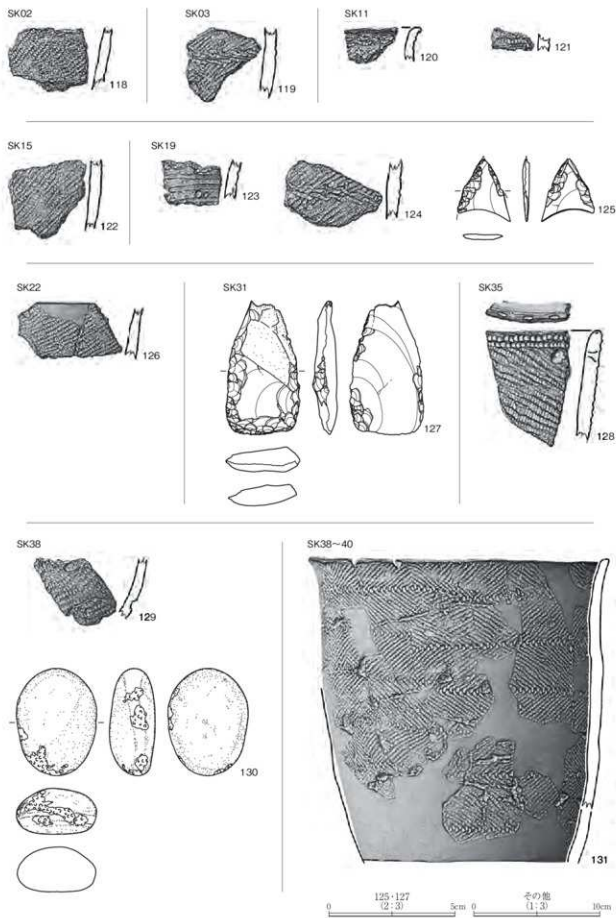 SK02
118
SK03
119
SK11
120
121
SK15
122
SK19
123
124
125
SK22
126
SK31
127
SK35
128
SK38
129
130
SK38～40
131
125・127
(2：3)
0 5cm
その他
(1：3)
0 10cm